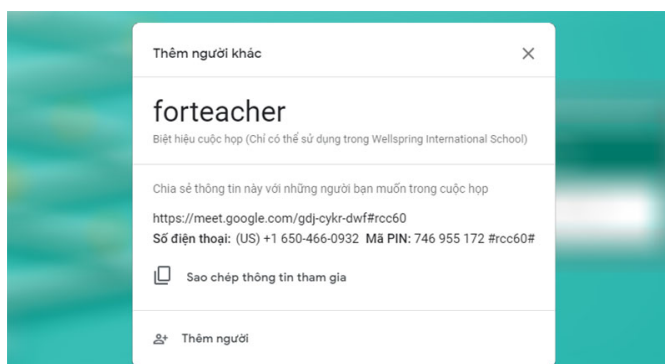 Thêm người khác
forteacher
Biệt hiệu cuộc họp (Chỉ có thể sử dụng trong Wellspring International School)
Chia sẻ thông tin này với những người bạn muốn trong cuộc họp
https://meet.google.com/gdj-cykr-dwf#rcc60
Số điện thoại: (US) +1 650-466-0932 Mã PIN: 746 955 172 #rcc60#
Sao chép thông tin tham gia
Thêm người